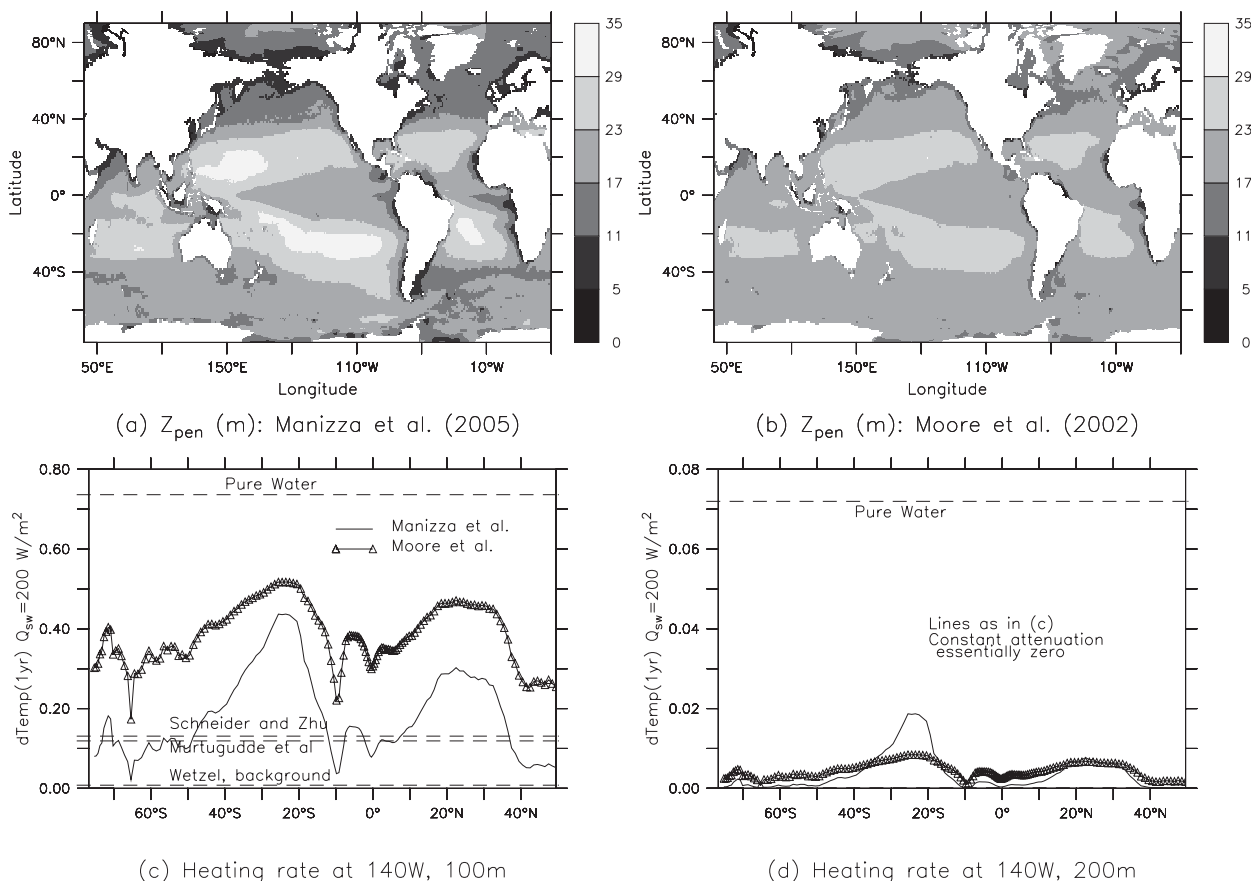 80°N
40°N
0°
40°S
Latitude
50°E
150°E
110°W
10°W
Longitude
35
29
23
17
11
5
0
(a) Zpen (m): Manizza et al. (2005)
80°N
40°N
0°
40°S
Latitude
50°E
150°E
110°W
10°W
Longitude
35
29
23
17
11
5
0
(b) Zpen (m): Moore et al. (2002)
0.80
0.60
0.40
0.20
0.00
dTemp(1yr) Qsw=200 W/m²
Pure Water
Manizza et al.
Moore et al.
Schneider and Zhu
Murtugudde et al
Wetzel, background
60°S
40°S
20°S
0°
20°N
40°N
(c) Heating rate at 140W, 100m
0.08
0.06
0.04
0.02
0.00
dTemp(1yr) Qsw=200 W/m²
Pure Water
Lines as in (c)
Constant attenuation
essentially zero
60°S
40°S
20°S
0°
20°N
40°N
(d) Heating rate at 140W, 200m